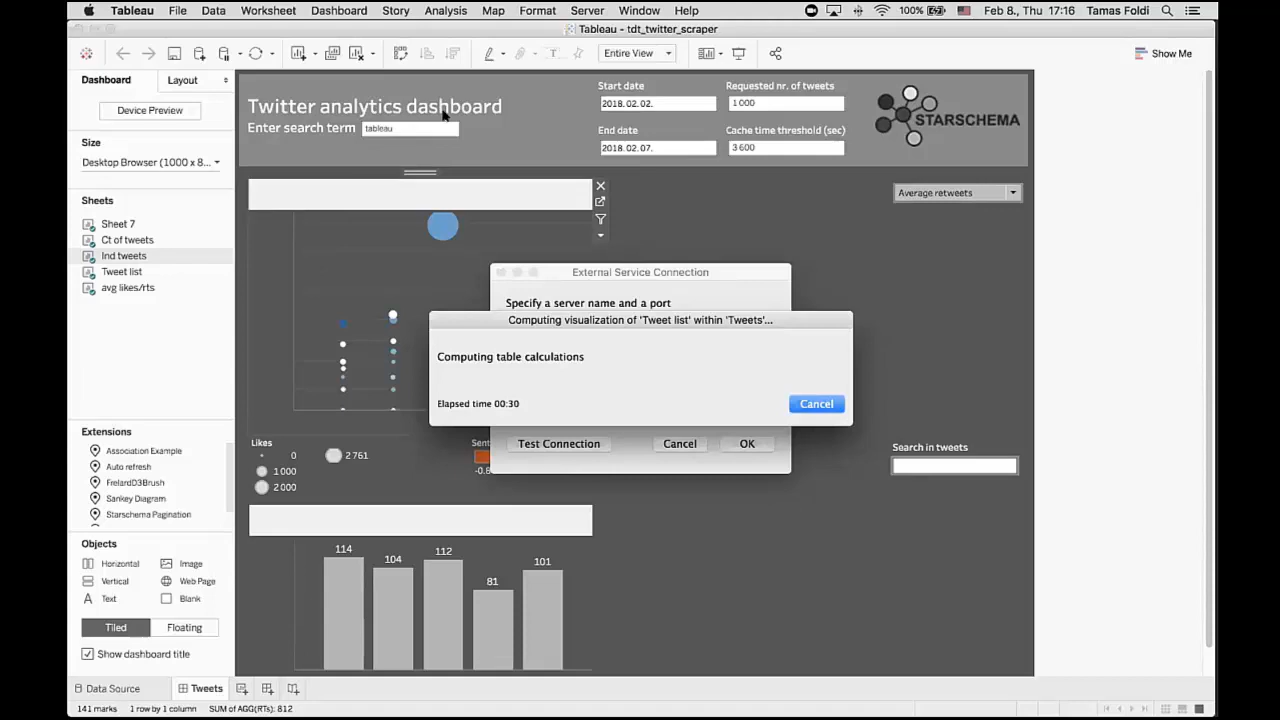 Tableau File Data Worksheet Dashboard Story Analysis Map Format Server Window Help 100% Feb 8., Thu 17:16 Tamas Foldi
Tableau - tdt_twitter_scraper
Entire View Show Me
Dashboard Layout
Device Preview
Size
Desktop Browser (1000 x 8...
Sheets
Sheet 7
Ct of tweets
Ind tweets
Tweet list
avg likes/rts
Extensions
Association Example
Auto refresh
FrelardD3Brush
Sankey Diagram
Starschema Pagination
Objects
Horizontal Image
Vertical Web Page
A Text Blank
Tiled Floating
Show dashboard title
Twitter analytics dashboard
Enter search term tableau
Start date
2018. 02. 02.
End date
2018. 02. 07.
Requested nr. of tweets
1 000
Cache time threshold (sec)
3 600
STARSCHEMA
Average retweets
External Service Connection
Specify a server name and a port
Computing visualization of 'Tweet list' within 'Tweets'...
Computing table calculations
Elapsed time 00:30
Cancel
Test Connection Cancel OK
Likes
0
1 000
2 000
2 761
Sent
-0.8
Search in tweets
114
104
112
81
101
Data Source Tweets
141 marks 1 row by 1 column SUM of AGG(RTs): 812